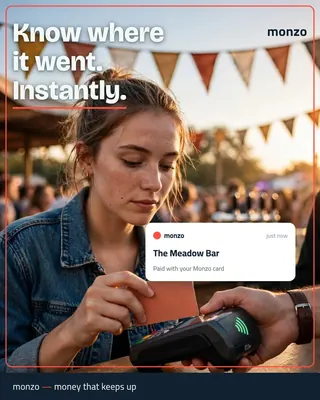 Know where
it went.
Instantly.
monzo
monzo
just now
The Meadow Bar
Paid with your Monzo card
monzo — money that keeps up